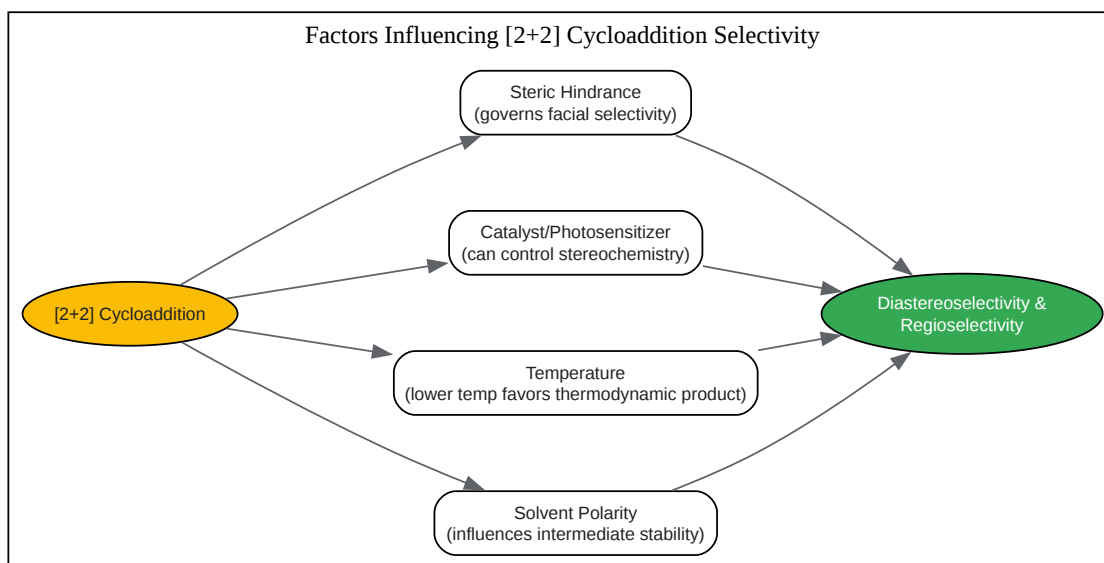 Factors Influencing [2+2] Cycloaddition Selectivity
Steric Hindrance
(governs facial selectivity)
Catalyst/Photosensitizer
(can control stereochemistry)
[2+2] Cycloaddition
Diastereoselectivity &
Regioselectivity
Temperature
(lower temp favors thermodynamic product)
Solvent Polarity
(influences intermediate stability)